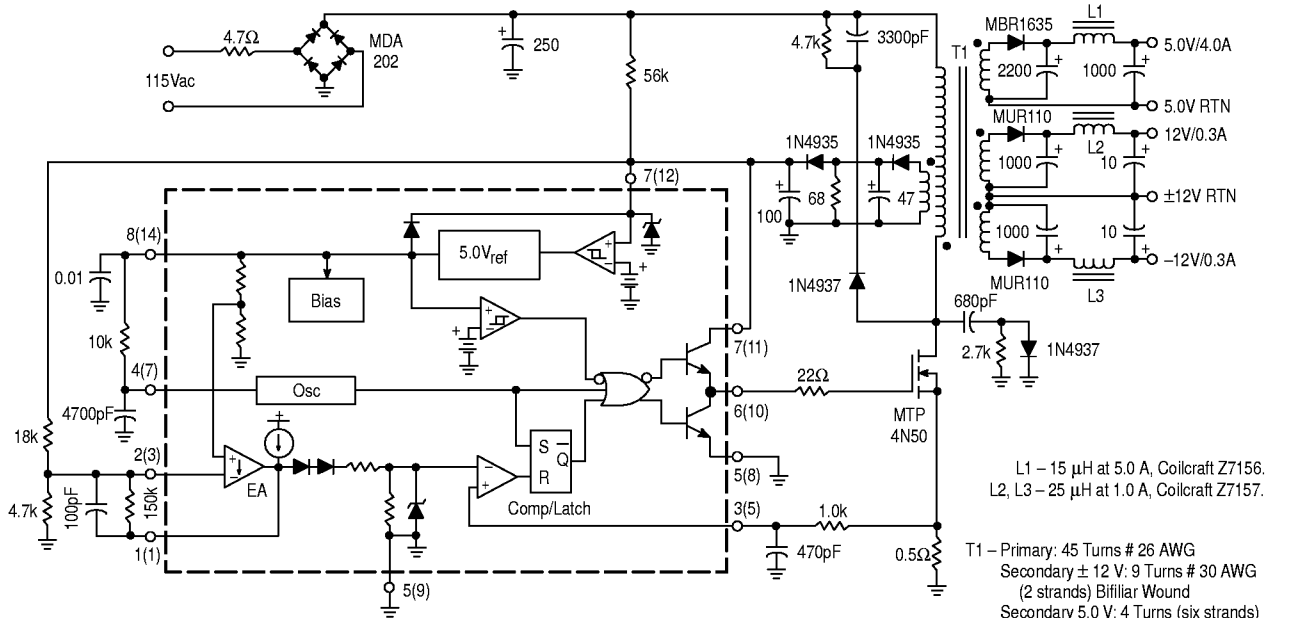 4.7Ω
MDA
202
115Vac
+
250
56k
4.7k
3300pF
T1
MBR1635
L1
2200
+
1000
+
5.0V/4.0A
5.0V RTN
MUR110
L2
12V/0.3A
1000
+
10
+
±12V RTN
1000
+
10
+
MUR110
L3
–12V/0.3A
1N4935
1N4935
+
100
68
+
47
7(12)
8(14)
0.01
5.0Vref
+
–
+
Bias
+
–
+
1N4937
680pF
2.7k
1N4937
10k
7(11)
4(7)
Osc
22Ω
6(10)
4700pF
MTP
4N50
+
18k
S
Q
R
5(8)
2(3)
+
–
EA
–
+
Comp/Latch
4.7k
100pF
150k
3(5)
1.0k
470pF
0.5Ω
1(1)
5(9)
L1 – 15 μH at 5.0 A, Coilcraft Z7156.
L2, L3 – 25 μH at 1.0 A, Coilcraft Z7157.
T1 – Primary: 45 Turns # 26 AWG
Secondary ± 12 V: 9 Turns # 30 AWG
(2 strands) Bifiliar Wound
Secondary 5.0 V: 4 Turns (six strands)